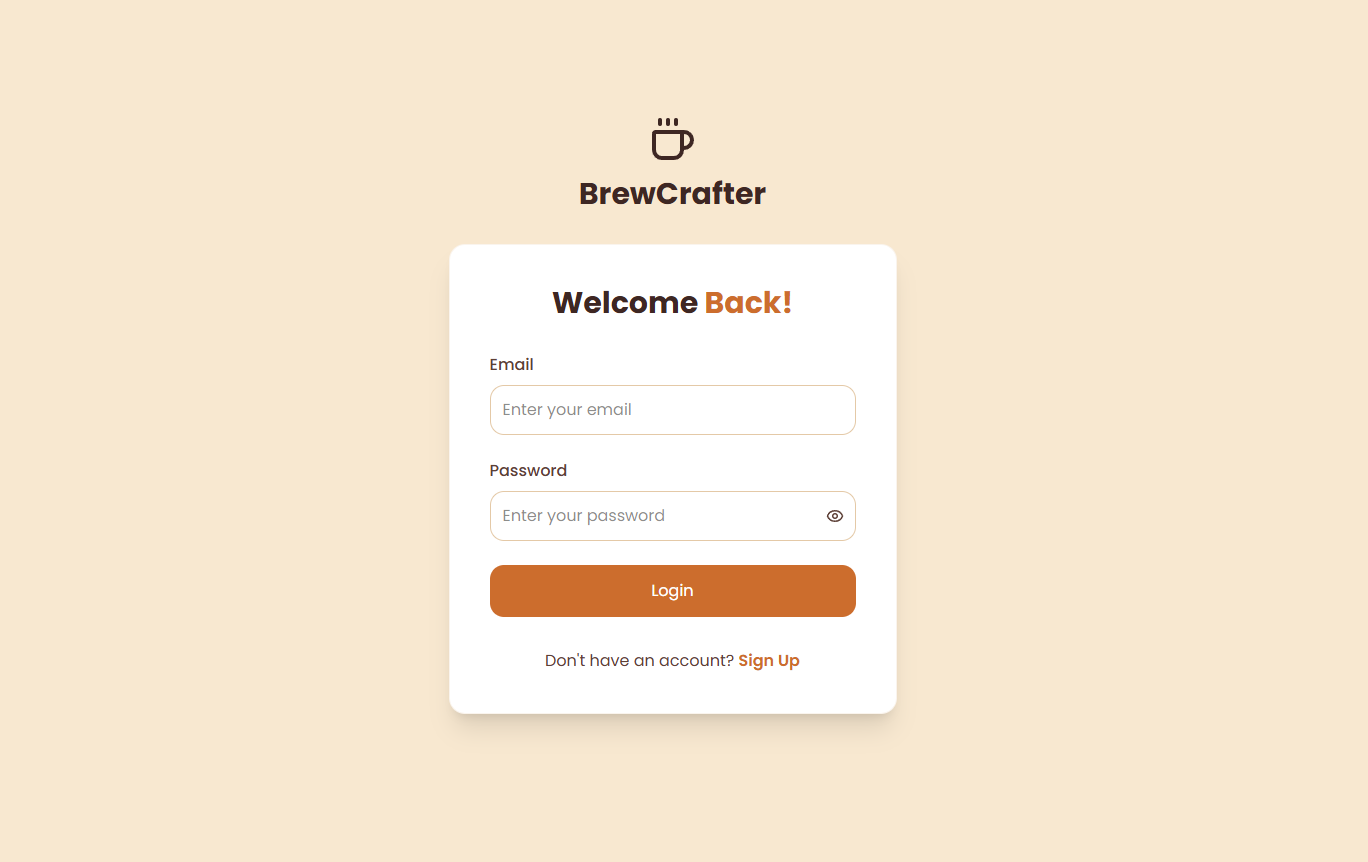 BrewCrafter
Welcome Back!
Email
Enter your email
Password
Enter your password
Login
Don't have an account? Sign Up